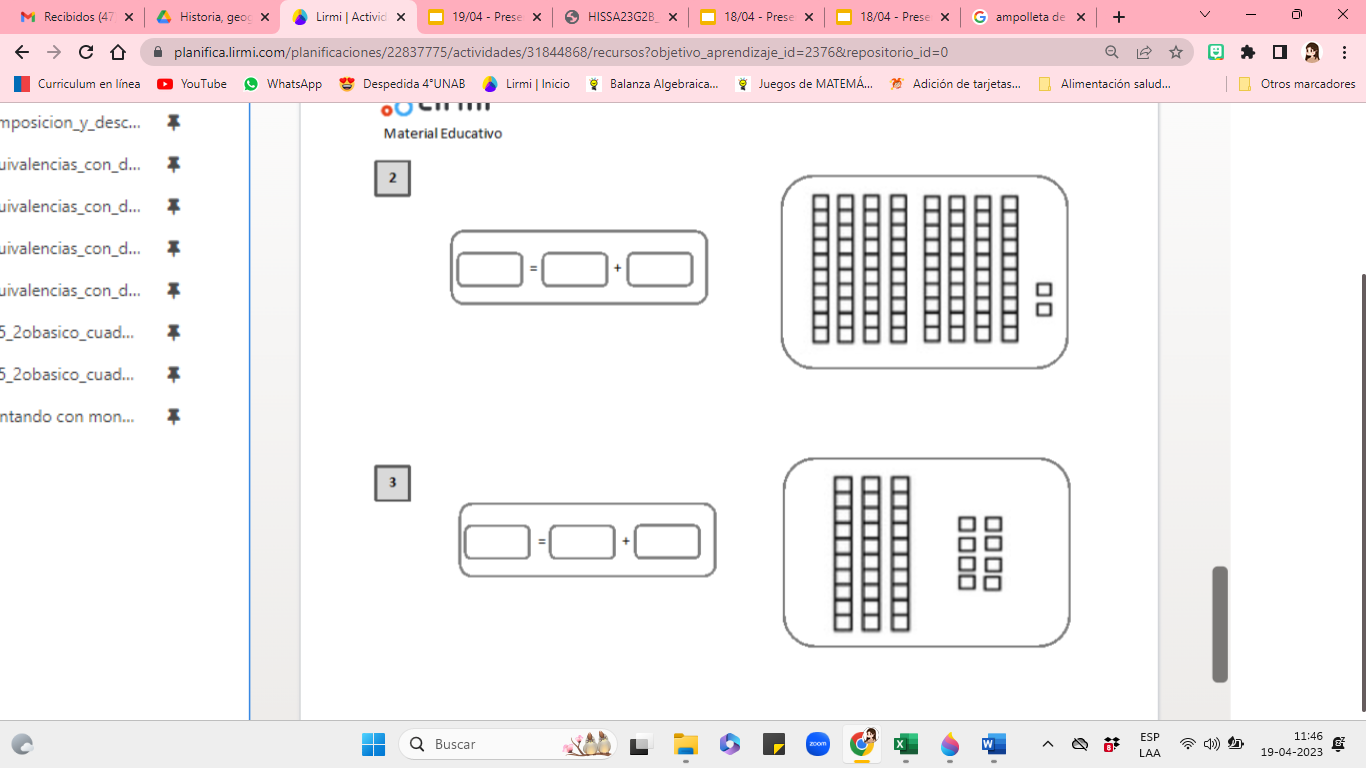 Recibidos (47
Historia, geog
Lirmi | Activid
19/04 - Prese
HISSA23G2B_
18/04 - Prese
18/04 - Prese
ampolleta de
planifica.lirmi.com/planificaciones/22837775/actividades/31844868/recursos?objetivo_aprendizaje_id=2376&repositorio_id=0
Curriculum en línea
YouTube
WhatsApp
Despedida 4°UNAB
Lirmi | Inicio
Balanza Algebraica...
Juegos de MATEMÁ...
Adición de tarjetas...
Alimentación salud...
Otros marcadores
mposicion_y_desc...
uivalencias_con_d...
uivalencias_con_d...
uivalencias_con_d...
uivalencias_con_d...
5_2obasico_cuad...
5_2obasico_cuad...
ntando con mon...
Material Educativo
2
= +
3
= +
Buscar
zoom
ESP
LAA
11:46
19-04-2023